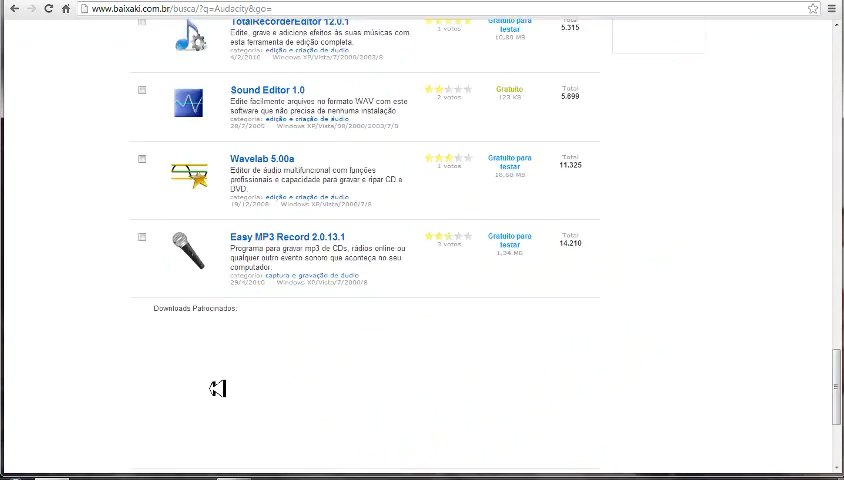 www.baixaki.com.br/busca/?q=Audacity&go=
TotalRecorderEditor 12.0.1
Edite, grave e adicione efeitos às suas músicas com
esta ferramenta de edição completa.
categoria: edição e criação de áudio
4/2/2010 Windows XP/Vista/7/2000/2003/8
3 votos
Gratuito para
testar
10,80 MB
Total
5.315
Sound Editor 1.0
Edite facilmente arquivos no formato WAV com este
software que não precisa de nenhuma instalação.
categoria: edição e criação de áudio
28/7/2005 Windows XP/Vista/98/2000/2003/7/8
2 votos
Gratuito
123 KB
Total
5.699
Wavelab 5.00a
Editor de áudio multifuncional com funções
profissionais e capacidade para gravar e ripar CD e
DVD.
categoria: edição e criação de áudio
19/12/2008 Windows XP/Vista/2000/7/8
1 votos
Gratuito para
testar
16,60 MB
Total
11.325
Easy MP3 Record 2.0.13.1
Programa para gravar mp3 de CDs, rádios online ou
qualquer outro evento sonoro que aconteça no seu
computador.
categoria: captura e gravação de áudio
29/4/2010 Windows XP/Vista/7/2000/8
3 votos
Gratuito para
testar
1,34 MB
Total
14.210
Downloads Patrocinados: